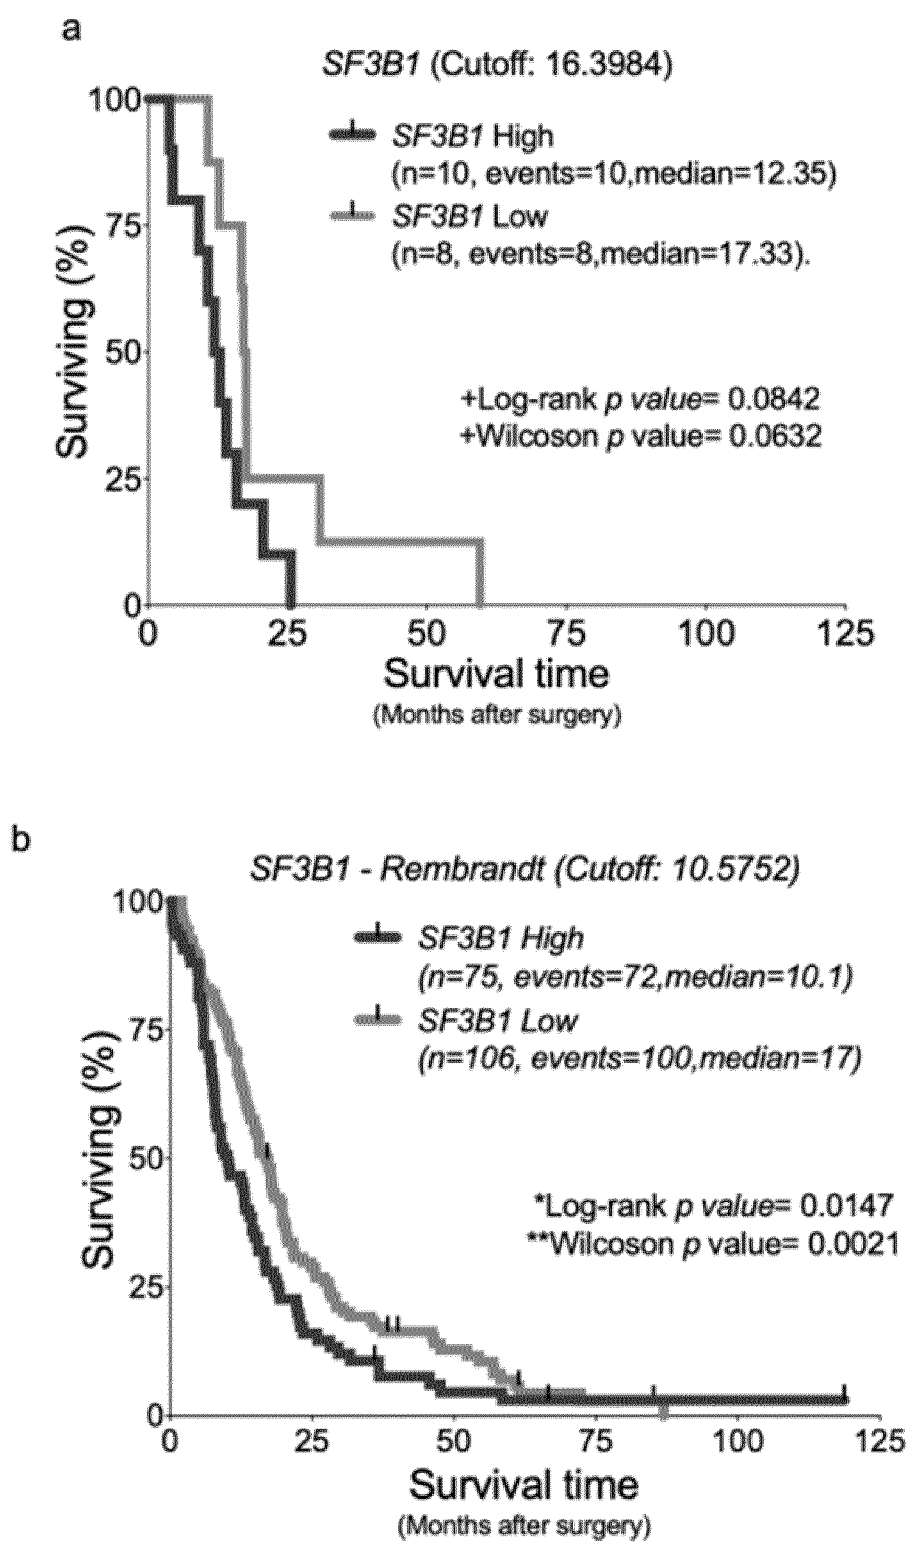 a
SF3B1 (Cutoff: 16.3984)
SF3B1 High
(n=10, events=10,median=12.35)
SF3B1 Low
(n=8, events=8,median=17.33).
+Log-rank p value= 0.0842
+Wilcoson p value= 0.0632
Surviving (%)
100
75
50
25
0
0 25 50 75 100 125
Survival time
(Months after surgery)
b
SF3B1 - Rembrandt (Cutoff: 10.5752)
SF3B1 High
(n=75, events=72,median=10.1)
SF3B1 Low
(n=106, events=100,median=17)
*Log-rank p value= 0.0147
**Wilcoson p value= 0.0021
Surviving (%)
100
75
50
25
0
0 25 50 75 100 125
Survival time
(Months after surgery)